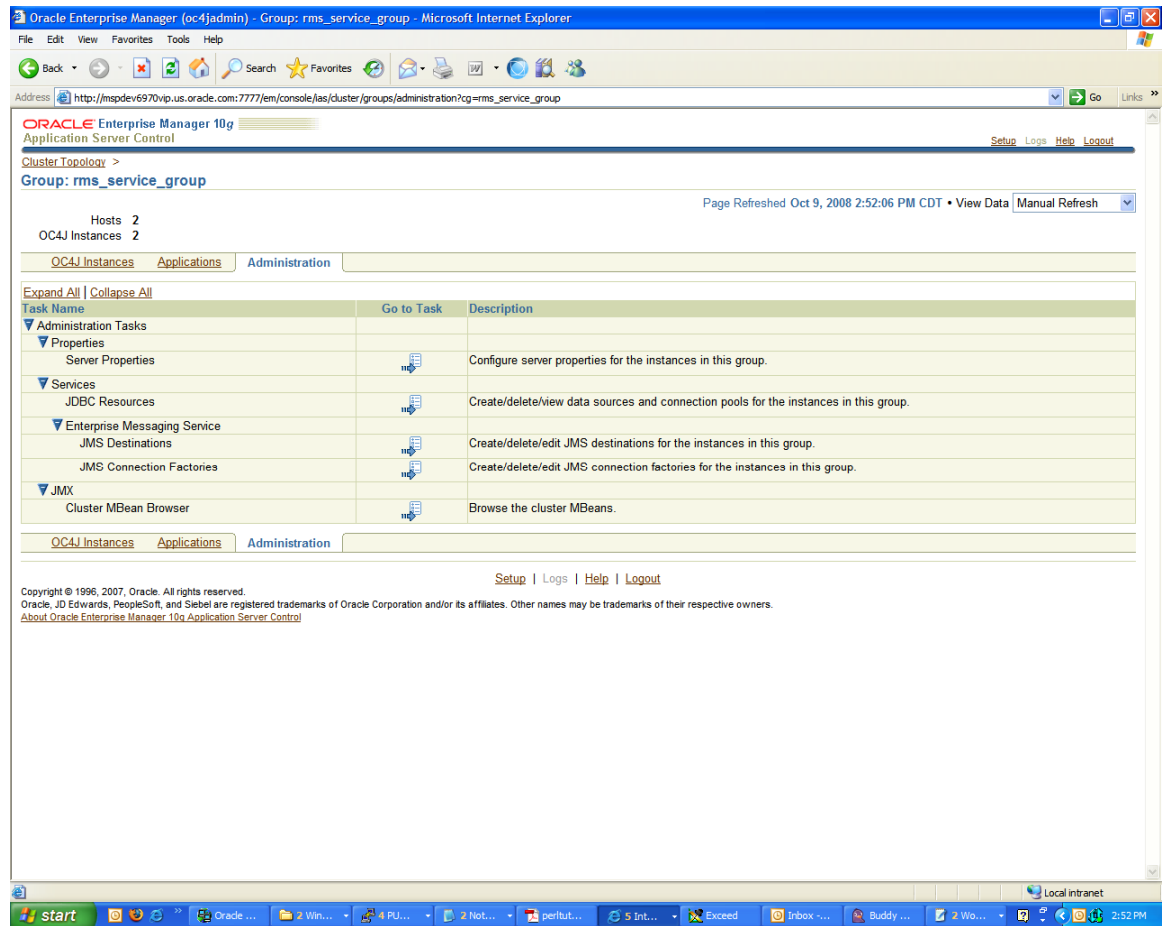 Oracle Enterprise Manager (oc4jadmin) - Group: rms_service_group - Microsoft Internet Explorer
File Edit View Favorites Tools Help
Back Search Favorites
Address http://mspdev6970vip.us.oracle.com:7777/em/console/ias/cluster/groups/administration?cg=rms_service_group Go Links »
ORACLE Enterprise Manager 10g
Application Server Control
Setup Logs Help Logout
Cluster Topology >
Group: rms_service_group
Page Refreshed Oct 9, 2008 2:52:06 PM CDT • View Data Manual Refresh
Hosts 2
OC4J Instances 2
OC4J Instances Applications Administration
Expand All | Collapse All
Task Name Go to Task Description
Administration Tasks
Properties
Server Properties Configure server properties for the instances in this group.
Services
JDBC Resources Create/delete/view data sources and connection pools for the instances in this group.
Enterprise Messaging Service
JMS Destinations Create/delete/edit JMS destinations for the instances in this group.
JMS Connection Factories Create/delete/edit JMS connection factories for the instances in this group.
JMX
Cluster MBean Browser Browse the cluster MBeans.
OC4J Instances Applications Administration
Setup | Logs | Help | Logout
Copyright © 1996, 2007, Oracle. All rights reserved.
Oracle, JD Edwards, PeopleSoft, and Siebel are registered trademarks of Oracle Corporation and/or its affiliates. Other names may be trademarks of their respective owners.
About Oracle Enterprise Manager 10g Application Server Control
Local intranet
start » Oracle ... 2 Win... 4 PU... 2 Not... perltut... 5 Int... Exceed Inbox -... Buddy ... 2 Wo... 2:52 PM